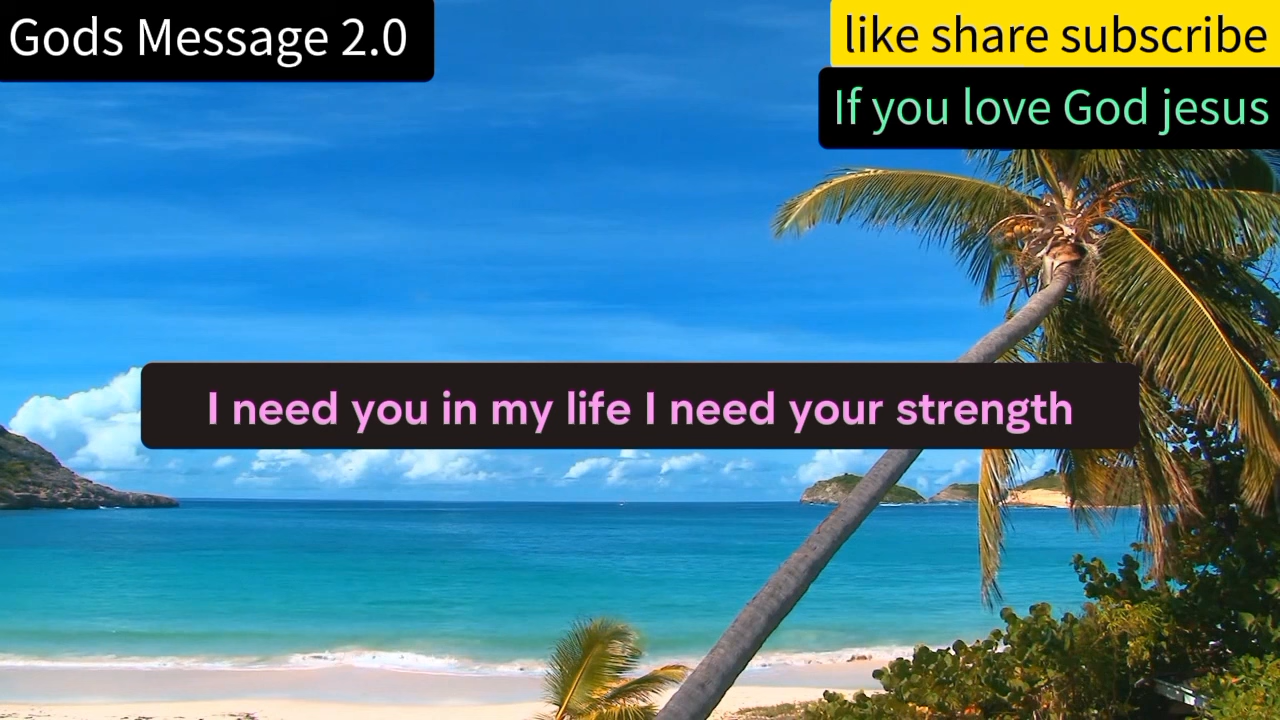 Gods Message 2.0
like share subscribe
If you love God jesus
I need you in my life I need your strength